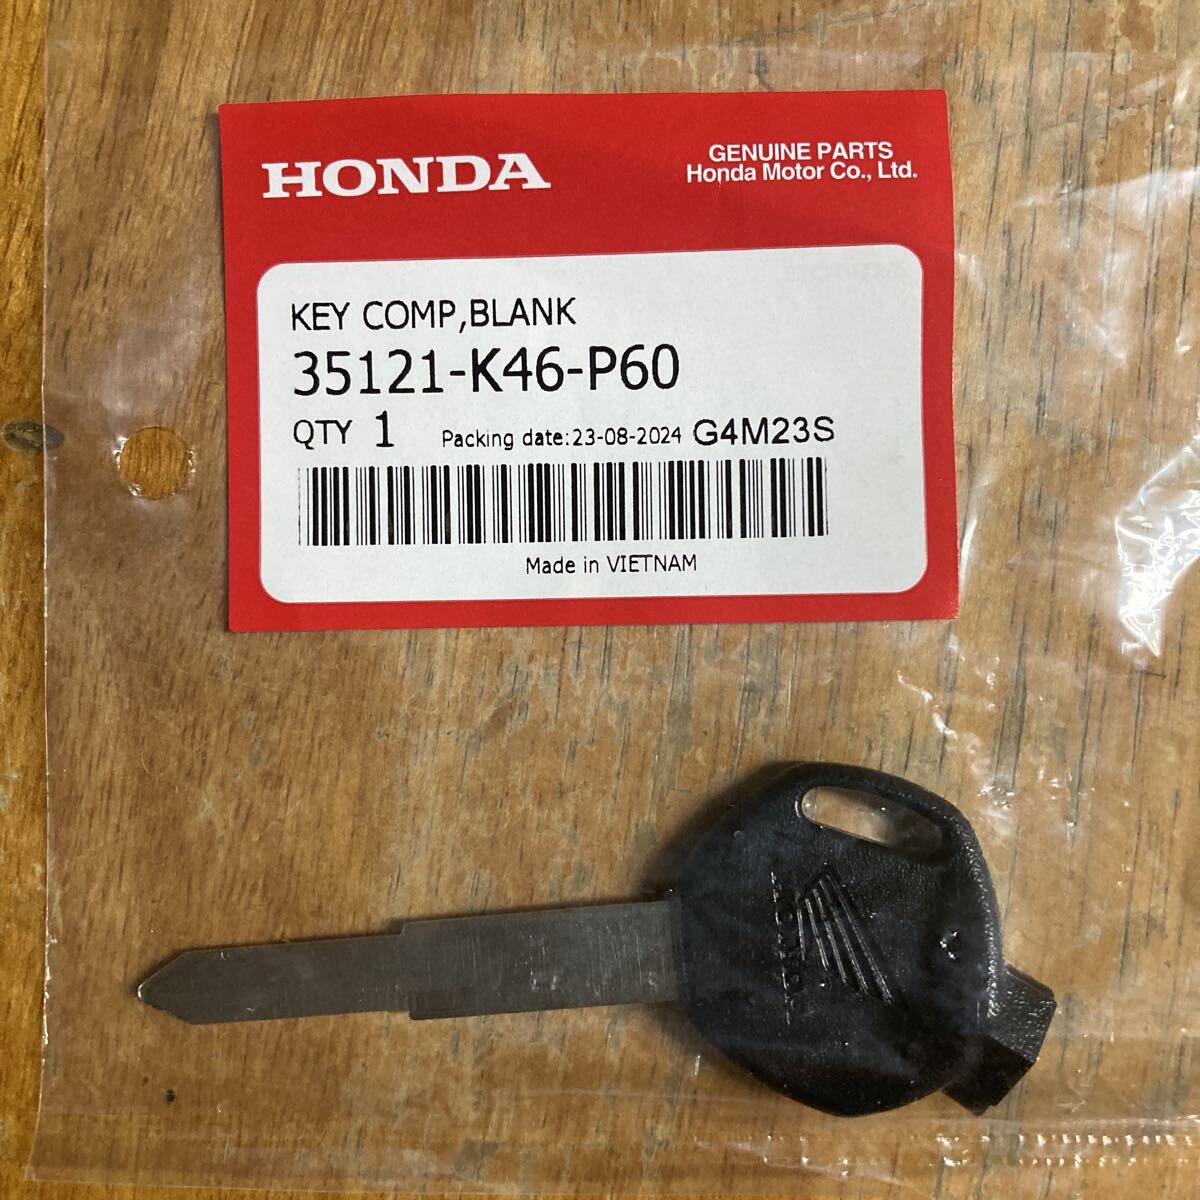 HONDA
GENUINE PARTS
Honda Motor Co., Ltd.
KEY COMP,BLANK
35121-K46-P60
QTY 1 Packing date:23-08-2024 G4M23S
Made in VIETNAM
HONDA